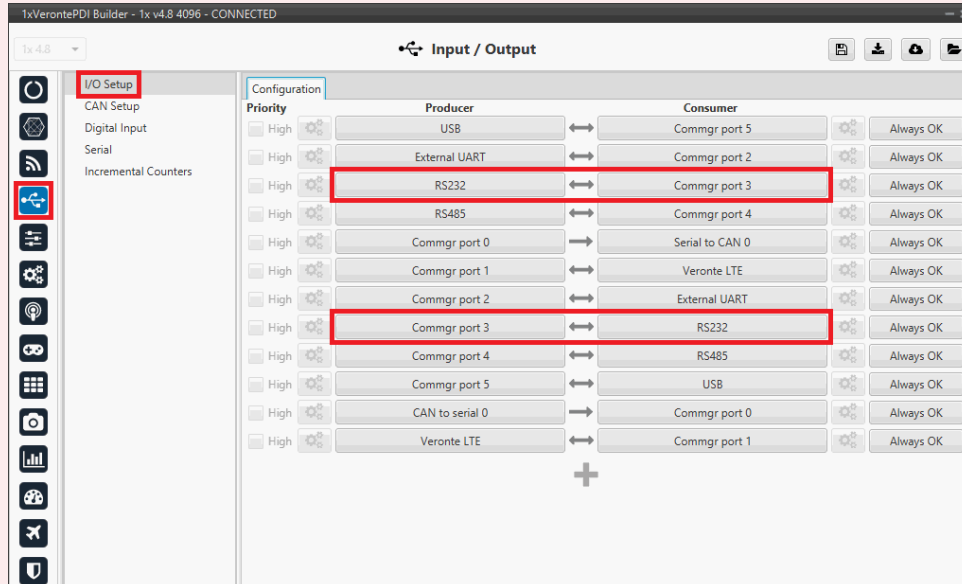 1xVerontePDI Builder - 1x v4.8 4096 - CONNECTED
1x 4.8
Input / Output
I/O Setup
CAN Setup
Digital Input
Serial
Incremental Counters
Configuration
Priority Producer Consumer
High USB Commgr port 5 Always OK
High External UART Commgr port 2 Always OK
High RS232 Commgr port 3 Always OK
High RS485 Commgr port 4 Always OK
High Commgr port 0 Serial to CAN 0 Always OK
High Commgr port 1 Veronte LTE Always OK
High Commgr port 2 External UART Always OK
High Commgr port 3 RS232 Always OK
High Commgr port 4 RS485 Always OK
High Commgr port 5 USB Always OK
High CAN to serial 0 Commgr port 0 Always OK
High Veronte LTE Commgr port 1 Always OK